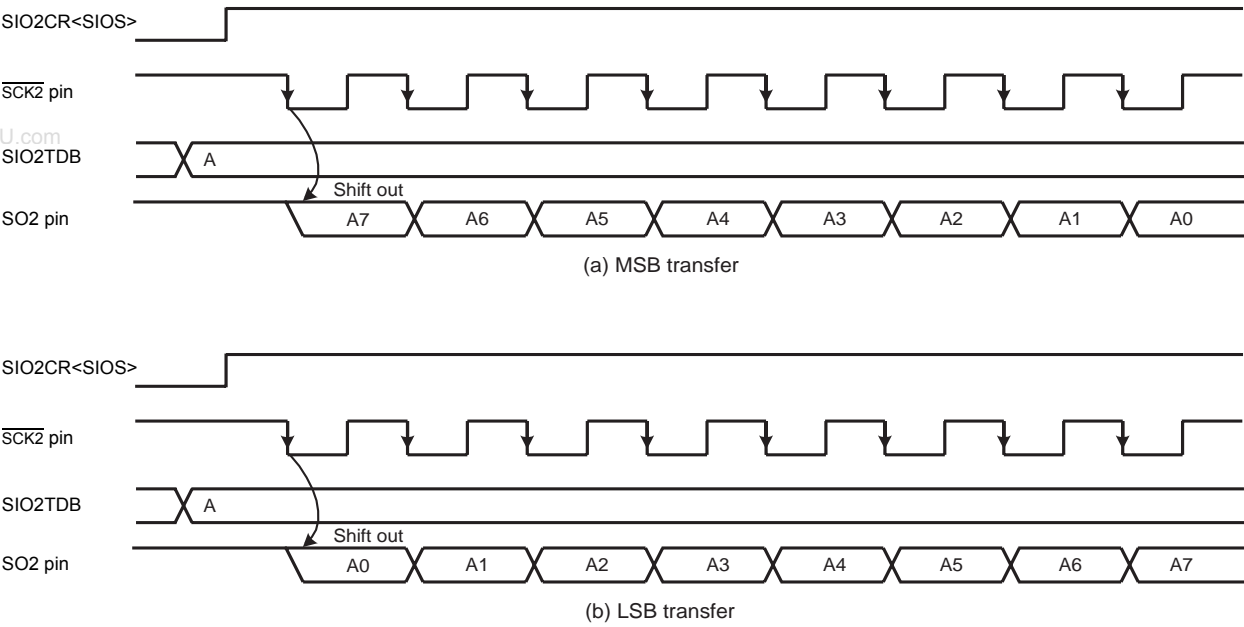 SIO2CR<SIOS>
SCK2 pin
U.com
SIO2TDB
A
Shift out
SO2 pin
A7 A6 A5 A4 A3 A2 A1 A0
(a) MSB transfer
SIO2CR<SIOS>
SCK2 pin
SIO2TDB
A
Shift out
SO2 pin
A0 A1 A2 A3 A4 A5 A6 A7
(b) LSB transfer